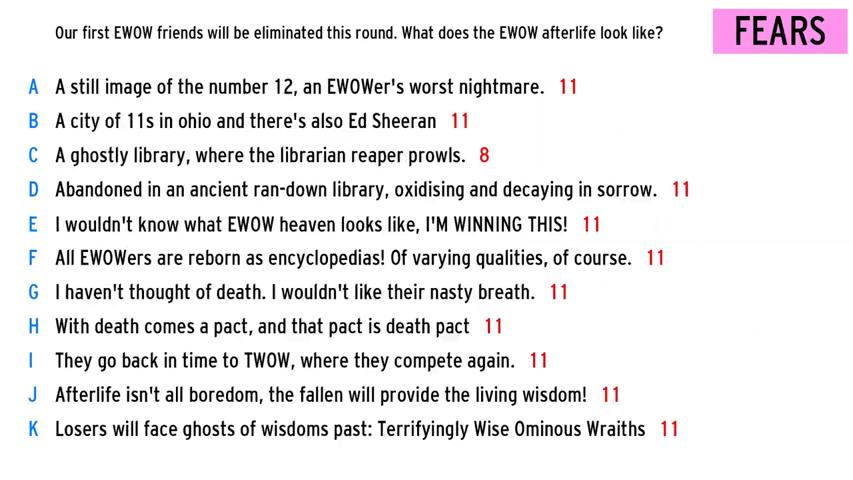 Our first EWOW friends will be eliminated this round. What does the EWOW afterlife look like?
FEARS
A A still image of the number 12, an EWOWer's worst nightmare. 11
B A city of 11s in ohio and there's also Ed Sheeran 11
C A ghostly library, where the librarian reaper prowls. 8
D Abandoned in an ancient ran-down library, oxidising and decaying in sorrow. 11
E I wouldn't know what EWOW heaven looks like, I'M WINNING THIS! 11
F All EWOWers are reborn as encyclopedias! Of varying qualities, of course. 11
G I haven't thought of death. I wouldn't like their nasty breath. 11
H With death comes a pact, and that pact is death pact 11
I They go back in time to TWOW, where they compete again. 11
J Afterlife isn't all boredom, the fallen will provide the living wisdom! 11
K Losers will face ghosts of wisdoms past: Terrifyingly Wise Ominous Wraiths 11